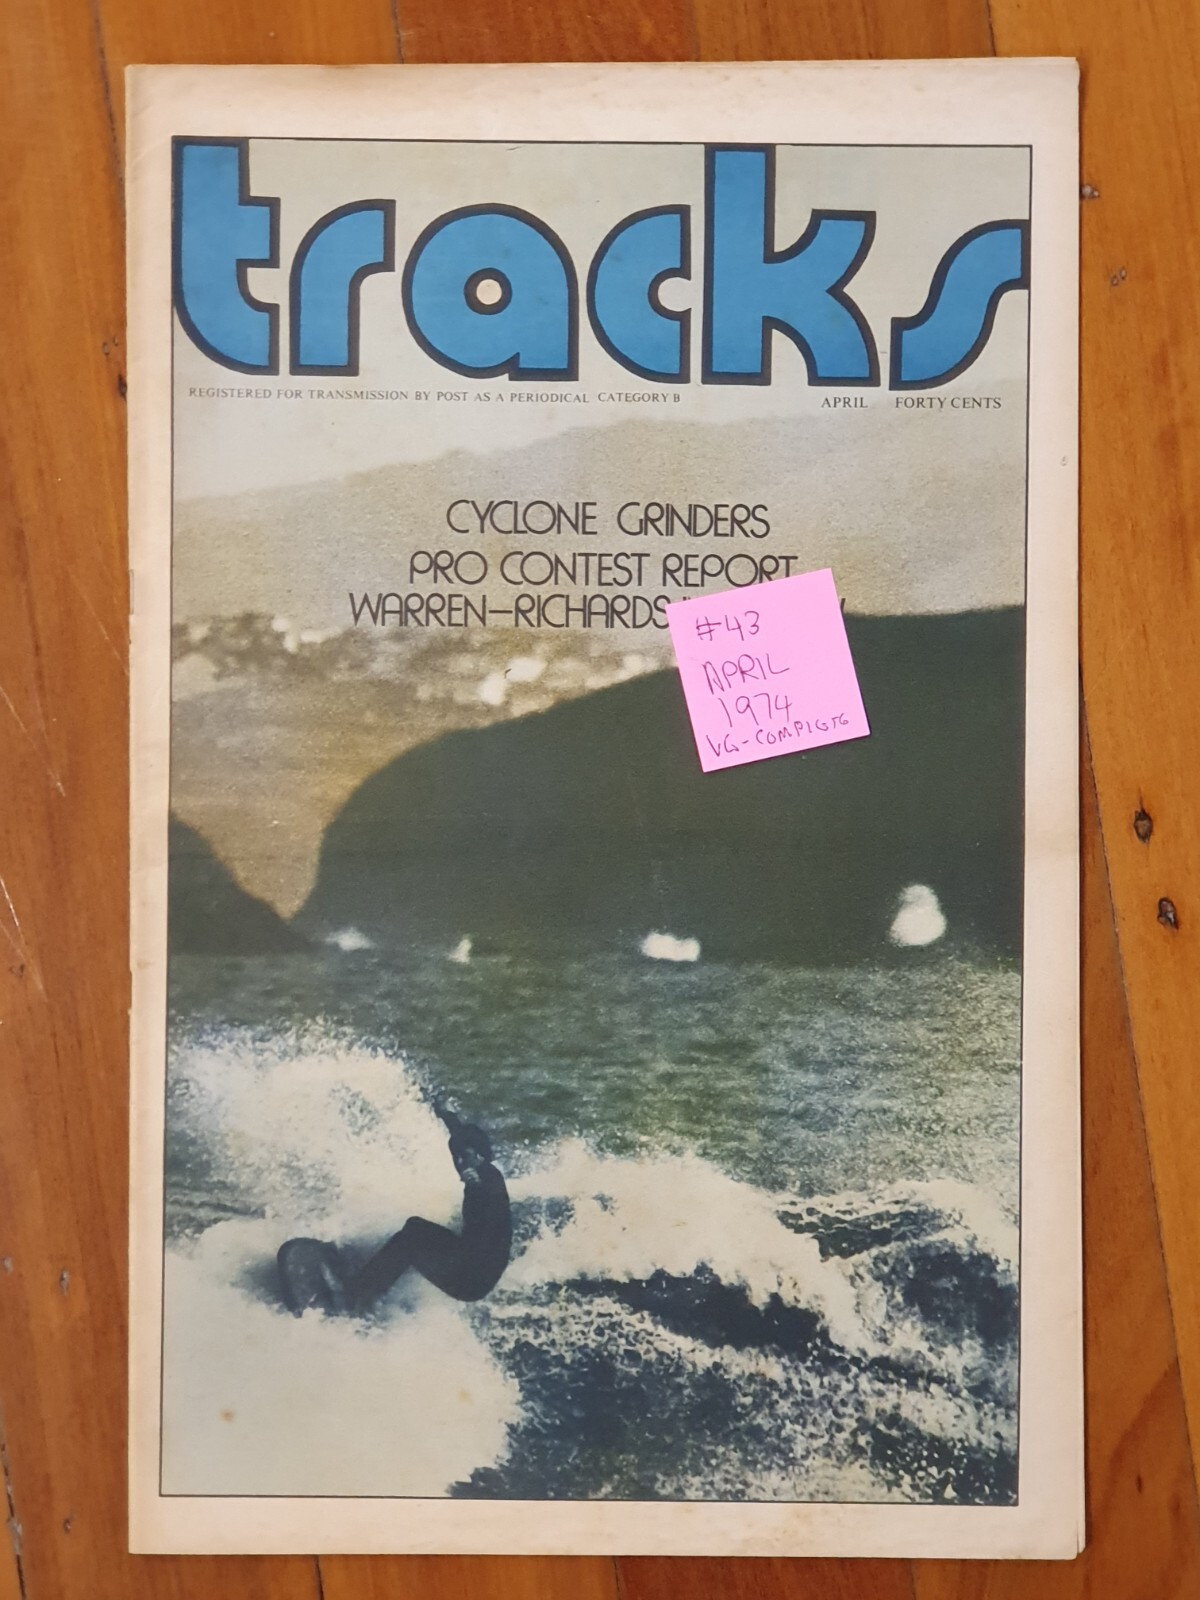 tracks
REGISTERED FOR TRANSMISSION BY POST AS A PERIODICAL CATEGORY B
APRIL FORTY CENTS
CYCLONE GRINDERS
PRO CONTEST REPORT
WARREN-RICHARDS
#43
APRIL
1974
VG-COMPLETE